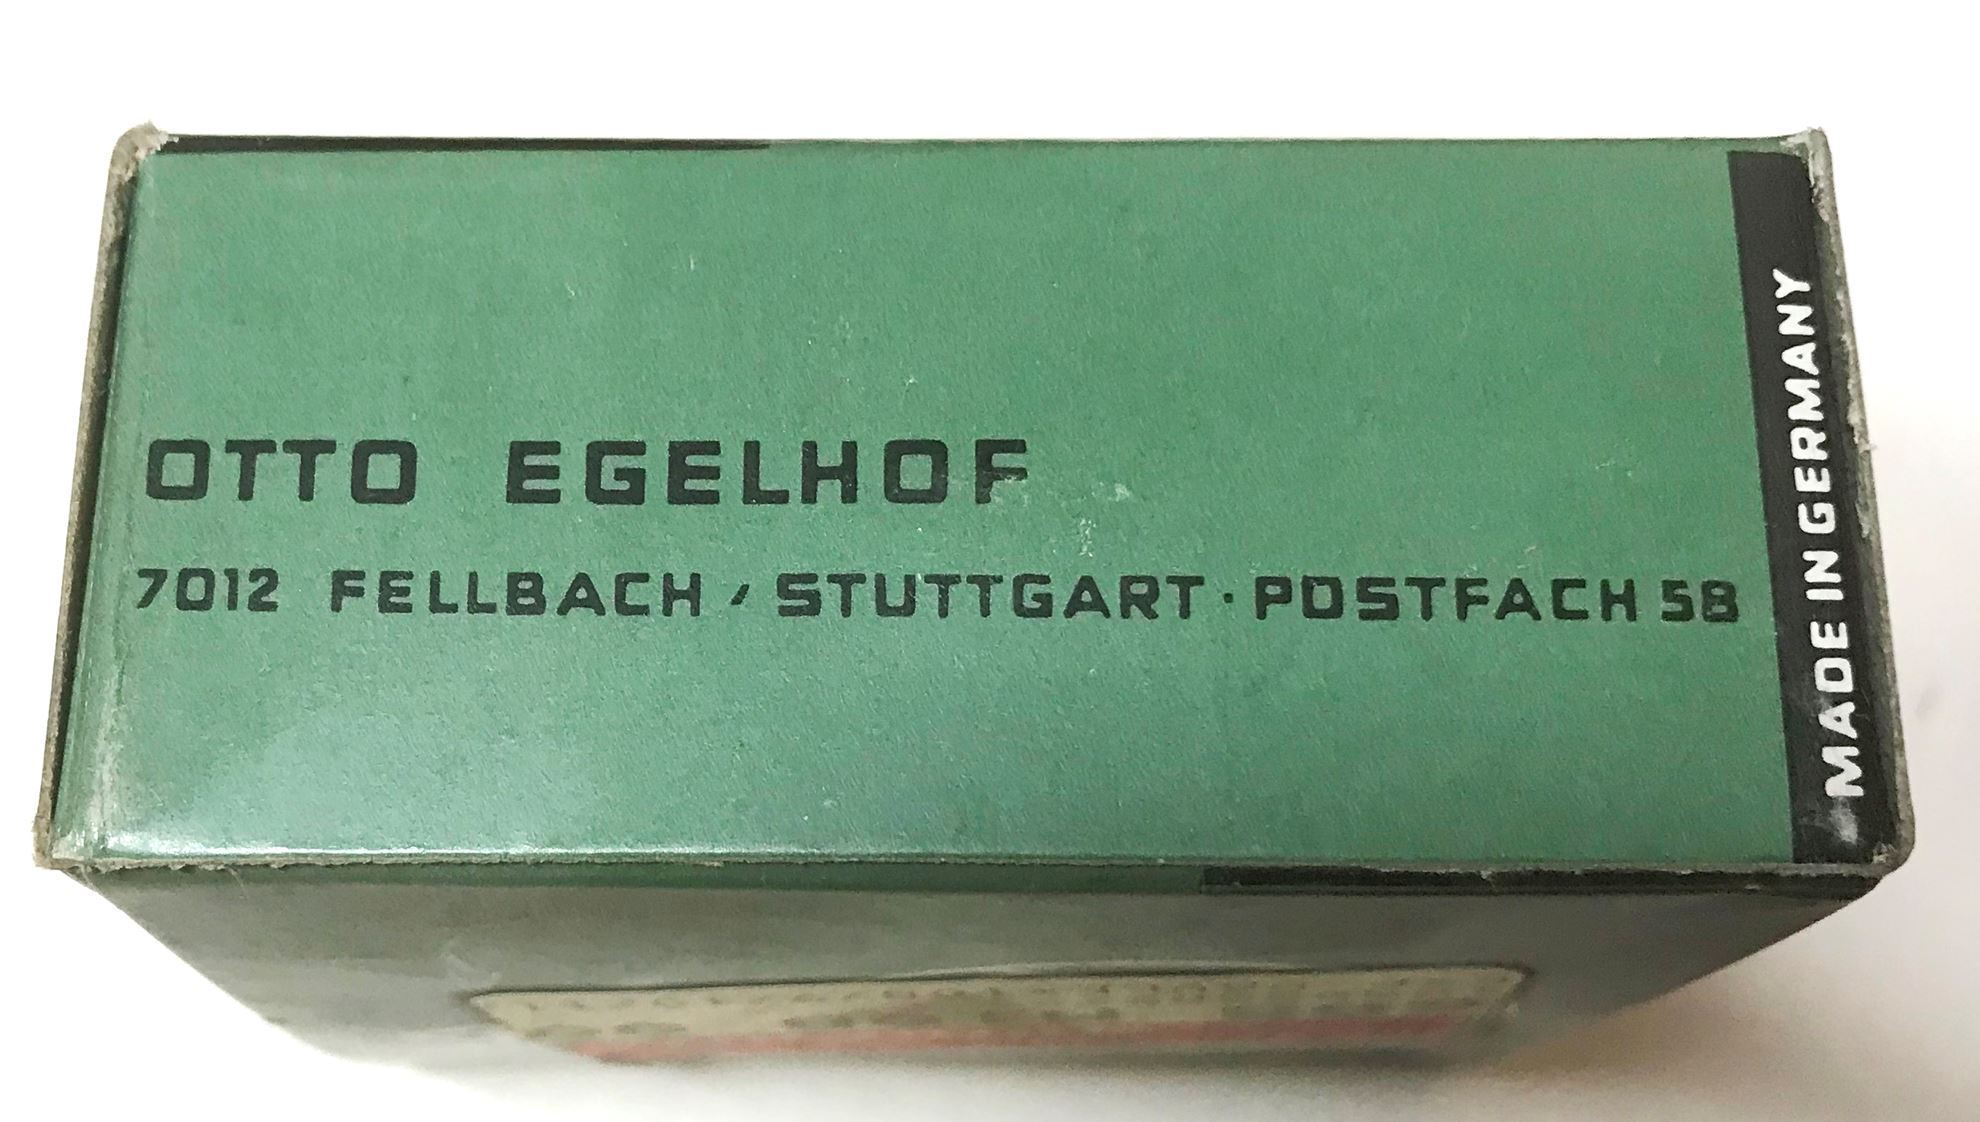 OTTO EGELHOF
7012 FELLBACH / STUTTGART · POSTFACH 58
MADE IN GERMANY